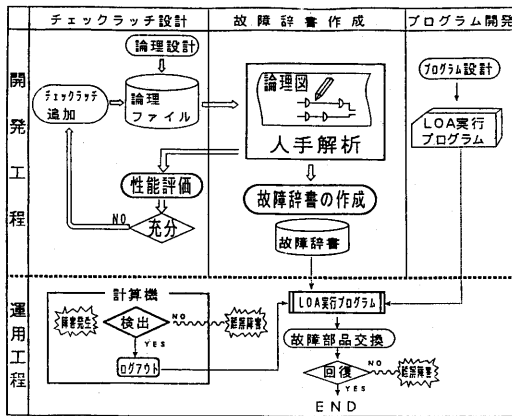 チェックラッチ設計
故障辞書作成
プログラム開発
開発工程
論理設計
チェックラッチ
追加
論理
ファイル
論理図
人手解析
プログラム設計
LOA実行
プログラム
性能評価
NO
充分
故障辞書の作成
故障辞書
運用工程
計算機
障害発生
検出
NO
YES
ログアウト
LOA実行プログラム
故障部品交換
回復
NO
YES
END